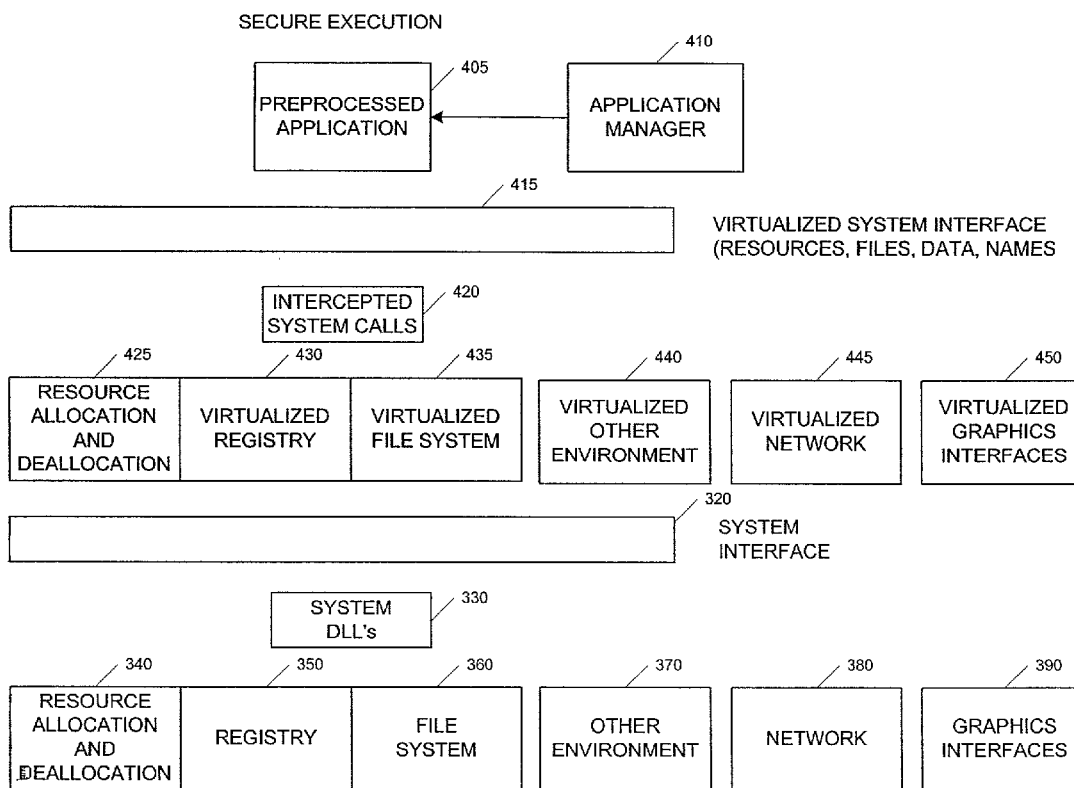 SECURE EXECUTION
410
405
PREPROCESSED
APPLICATION
APPLICATION
MANAGER
415
VIRTUALIZED SYSTEM INTERFACE
(RESOURCES, FILES, DATA, NAMES
INTERCEPTED
SYSTEM CALLS
420
425
430
435
440
445
450
RESOURCE
ALLOCATION
AND
DEALLOCATION
VIRTUALIZED
REGISTRY
VIRTUALIZED
FILE SYSTEM
VIRTUALIZED
OTHER
ENVIRONMENT
VIRTUALIZED
NETWORK
VIRTUALIZED
GRAPHICS
INTERFACES
320
SYSTEM
INTERFACE
SYSTEM
DLL's
330
340
350
360
370
380
390
RESOURCE
ALLOCATION
AND
DEALLOCATION
REGISTRY
FILE
SYSTEM
OTHER
ENVIRONMENT
NETWORK
GRAPHICS
INTERFACES